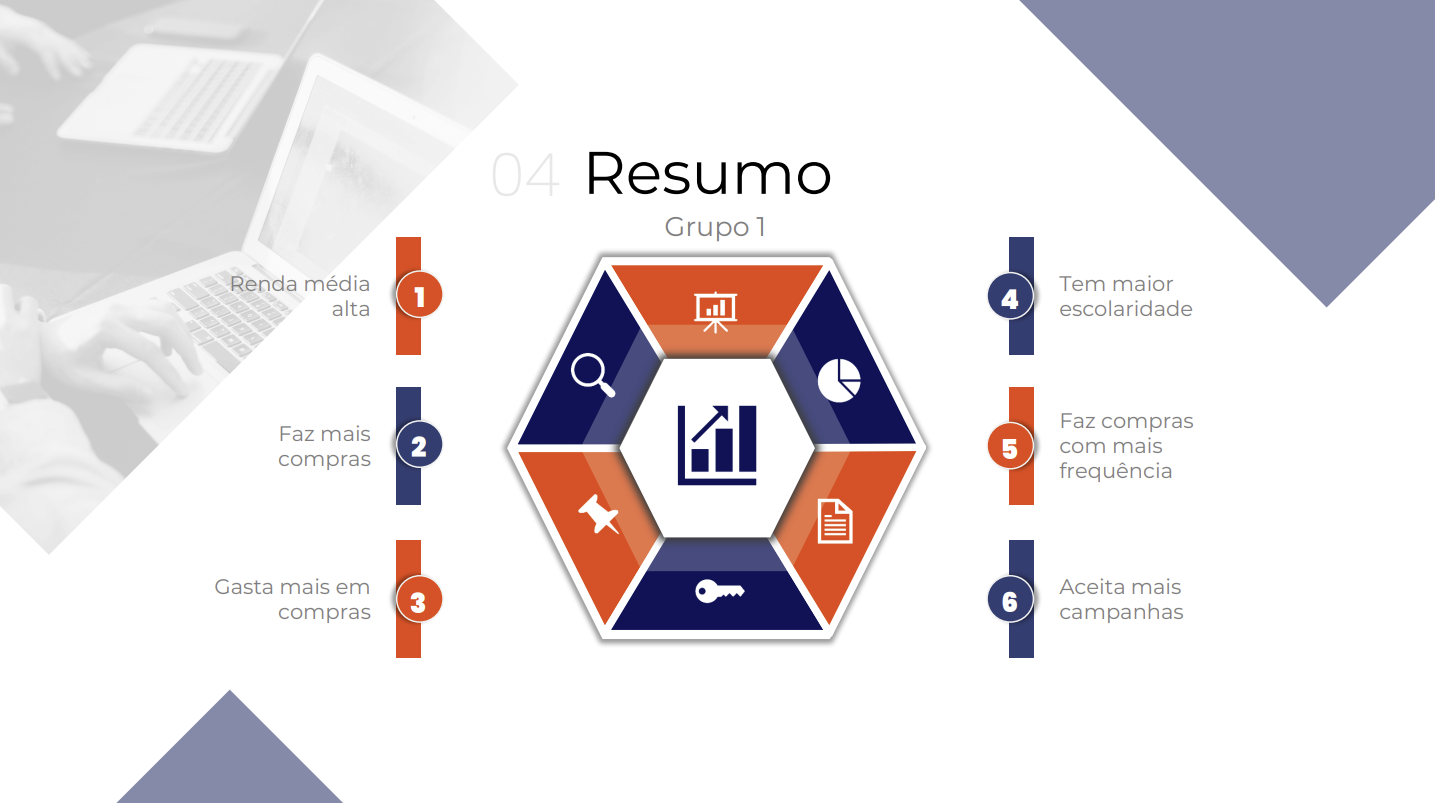 04 Resumo
Grupo 1
Renda média
alta
1
Faz mais
compras
2
Gasta mais em
compras
3
4
Tem maior
escolaridade
5
Faz compras
com mais
frequência
6
Aceita mais
campanhas